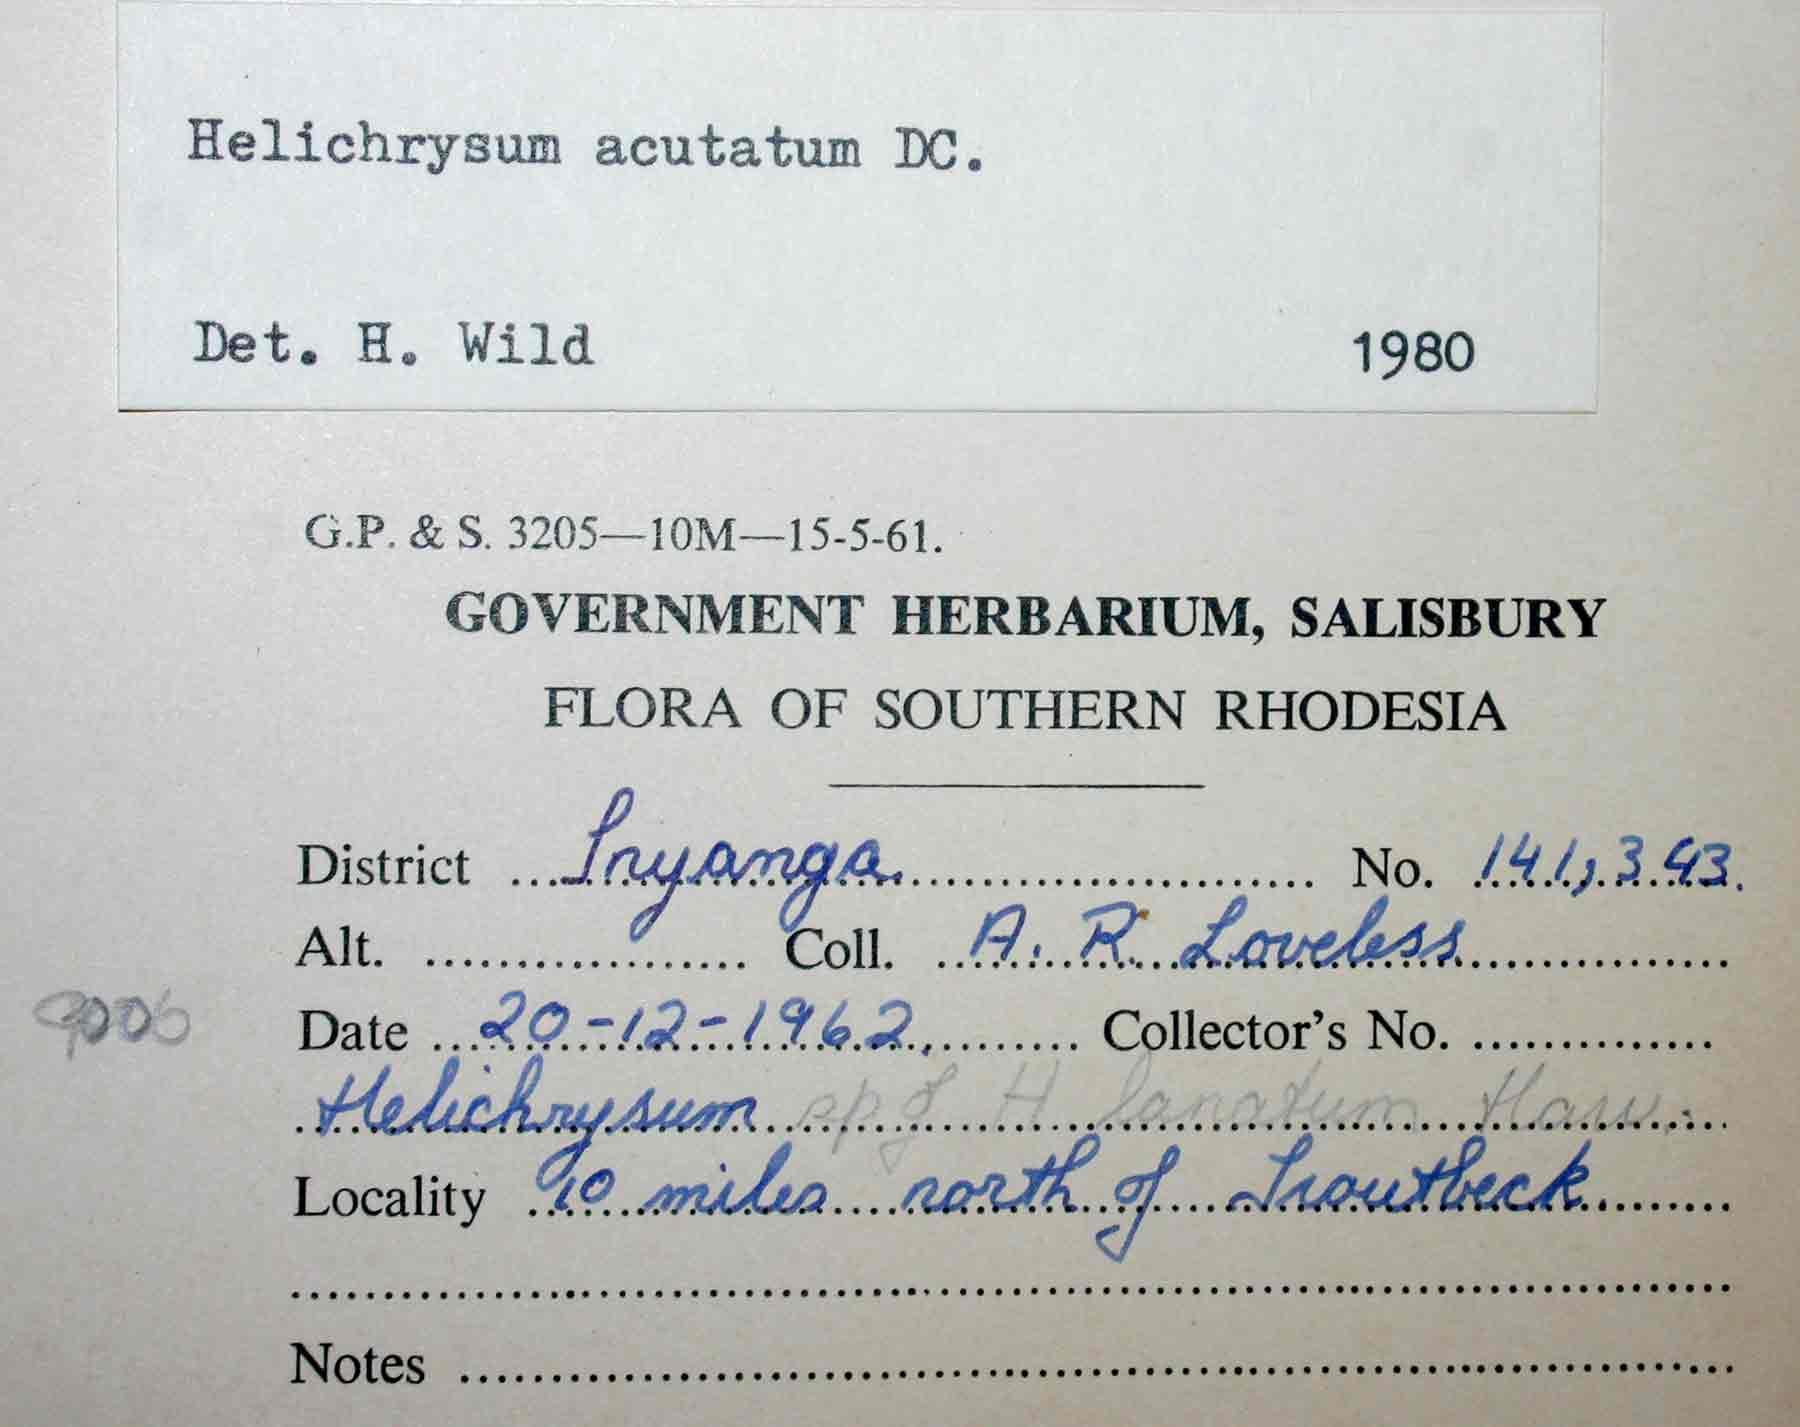 Helichrysum acutatum DC.
Det. H. Wild 1980
G.P. & S. 3205—10M—15-5-61.
GOVERNMENT HERBARIUM, SALISBURY
FLORA OF SOUTHERN RHODESIA
District Inyanga. No. 141,343.
Alt. Coll. A. R. Loveless
Date 20-12-1962. Collector's No.
Helichrysum sp H lanatum Harv.
Locality 10 miles north of Troutbeck
Notes